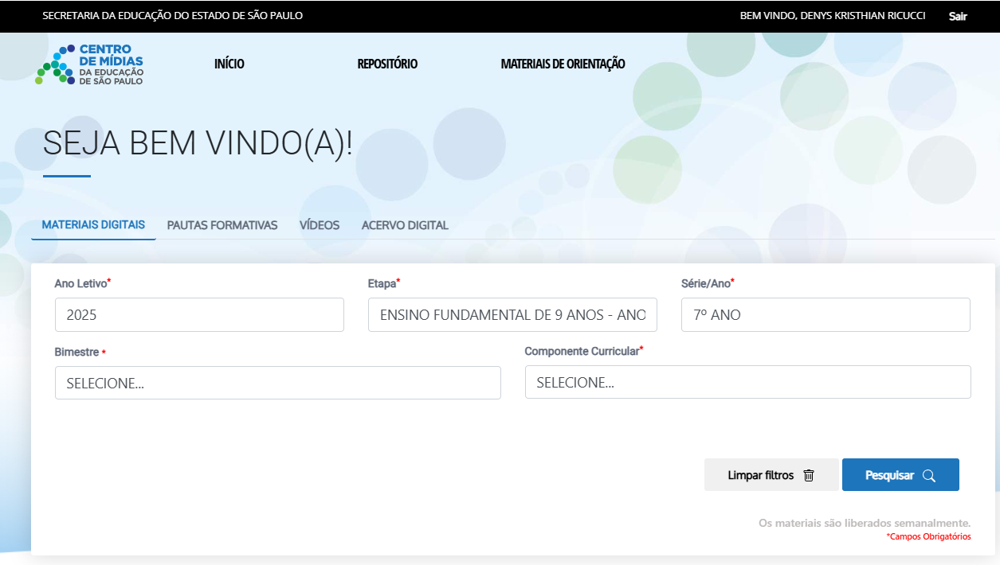 SECRETARIA DA EDUCAÇÃO DO ESTADO DE SÃO PAULO
BEM VINDO, DENYS KRISTHIAN RICUCCI
Sair
CENTRO
DE MÍDIAS
DA EDUCAÇÃO
DE SÃO PAULO
INÍCIO
REPOSITÓRIO
MATERIAIS DE ORIENTAÇÃO
SEJA BEM VINDO(A)!
MATERIAIS DIGITAIS
PAUTAS FORMATIVAS
VÍDEOS
ACERVO DIGITAL
Ano Letivo*
Etapa*
Série/Ano*
2025
ENSINO FUNDAMENTAL DE 9 ANOS - ANO
7º ANO
Bimestre *
Componente Curricular*
SELECIONE...
SELECIONE...
Limpar filtros
Pesquisar
Os materiais são liberados semanalmente.
*Campos Obrigatórios